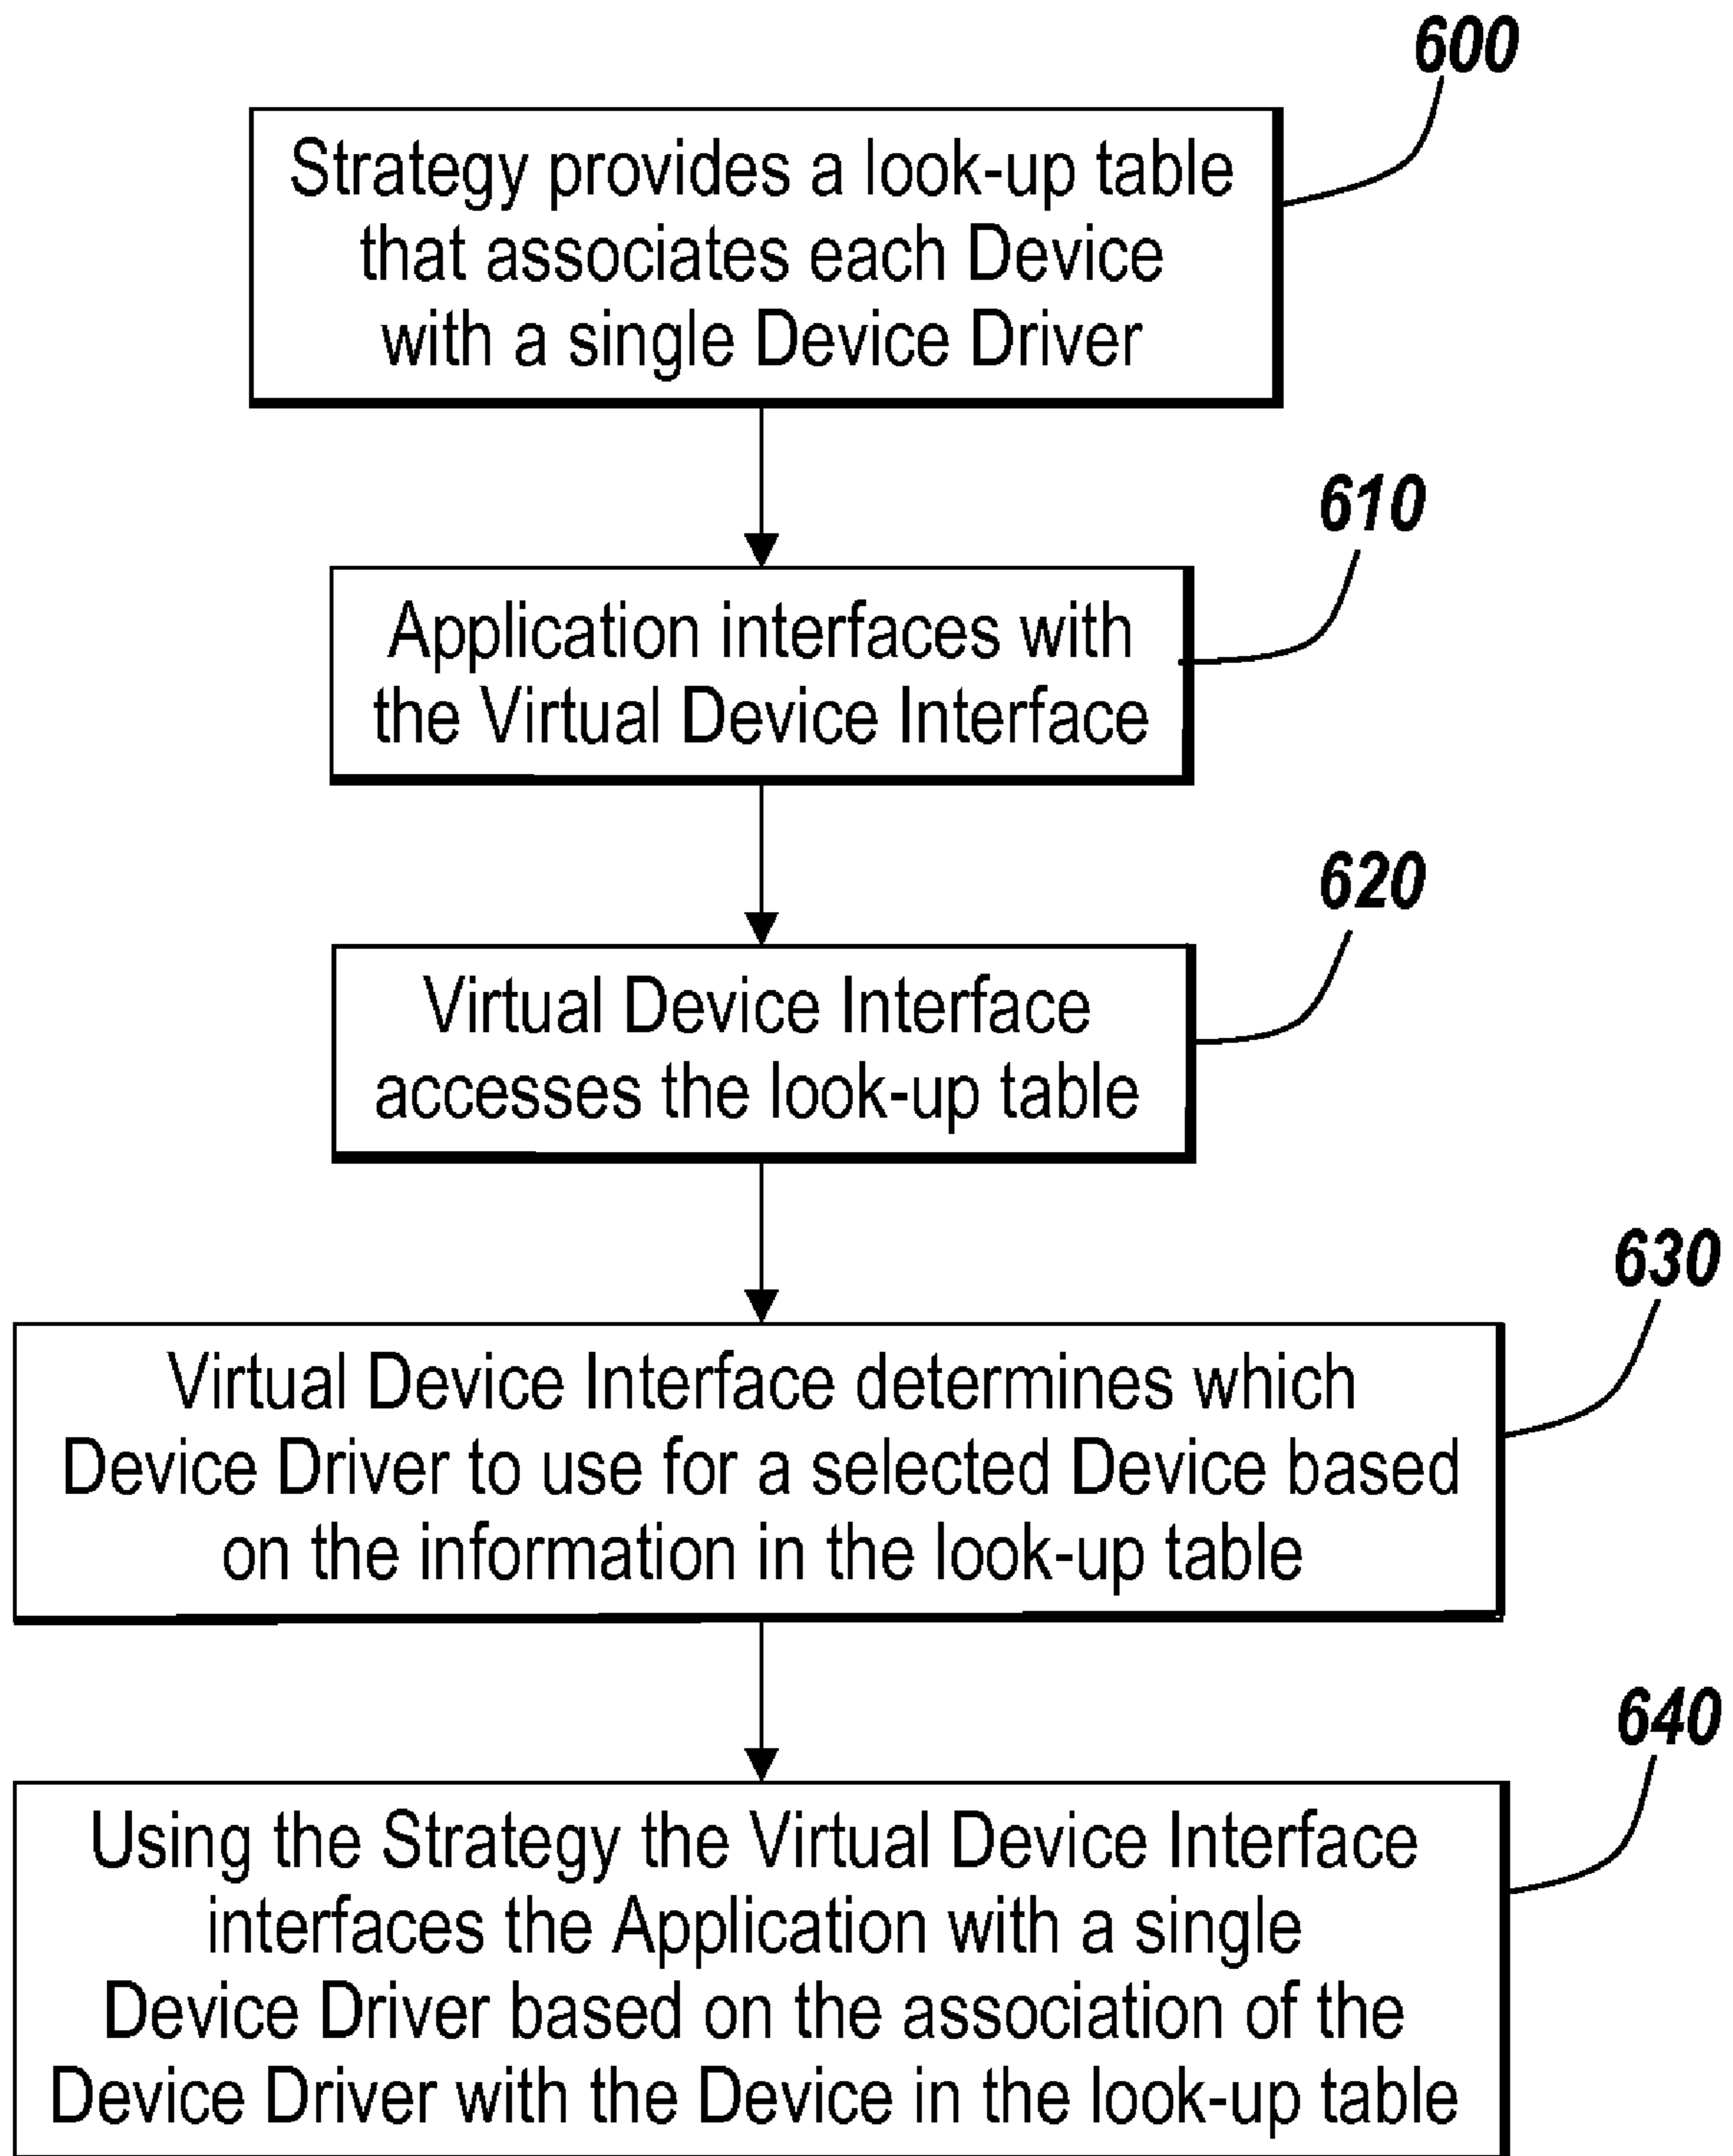 600
Strategy provides a look-up table
that associates each Device
with a single Device Driver
610
Application interfaces with
the Virtual Device Interface
620
Virtual Device Interface
accesses the look-up table
630
Virtual Device Interface determines which
Device Driver to use for a selected Device based
on the information in the look-up table
640
Using the Strategy the Virtual Device Interface
interfaces the Application with a single
Device Driver based on the association of the
Device Driver with the Device in the look-up table